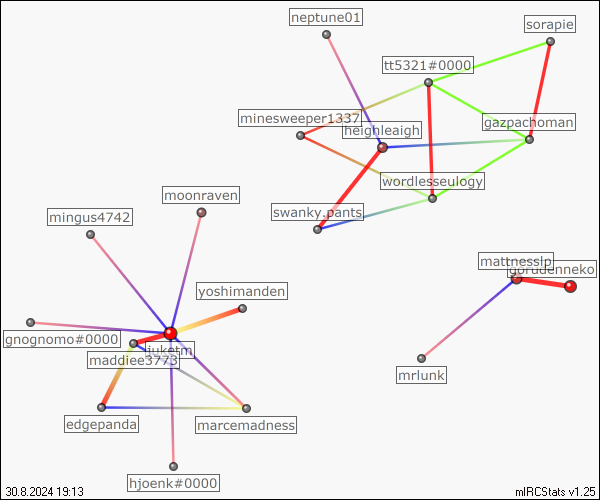 neptune01
sorapie
tt5321#0000
minesweeper1337
heighleaigh
gazpachoman
wordlesseulogy
moonraven
mingus4742
swanky.pants
mattnesslp
gorudenneko
yoshimanden
gnognomo#0000
juketm
maddiee3773
mrlunk
edgepanda
marcemadness
hjoenk#0000
30.8.2024 19:13
mIRCStats v1.25